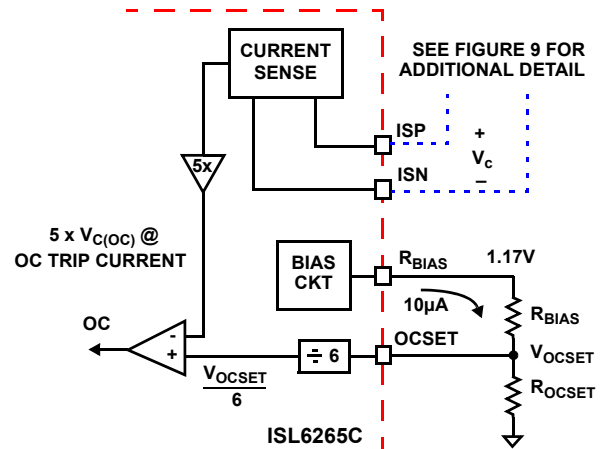 CURRENT
SENSE
SEE FIGURE 9 FOR
ADDITIONAL DETAIL
ISP
+
Vc
–
ISN
5x
5 x VC(OC) @
OC TRIP CURRENT
BIAS
CKT
RBIAS
1.17V
10µA
RBIAS
OC
-
+
÷ 6
OCSET
VOCSET
VOCSET
6
ROCSET
ISL6265C